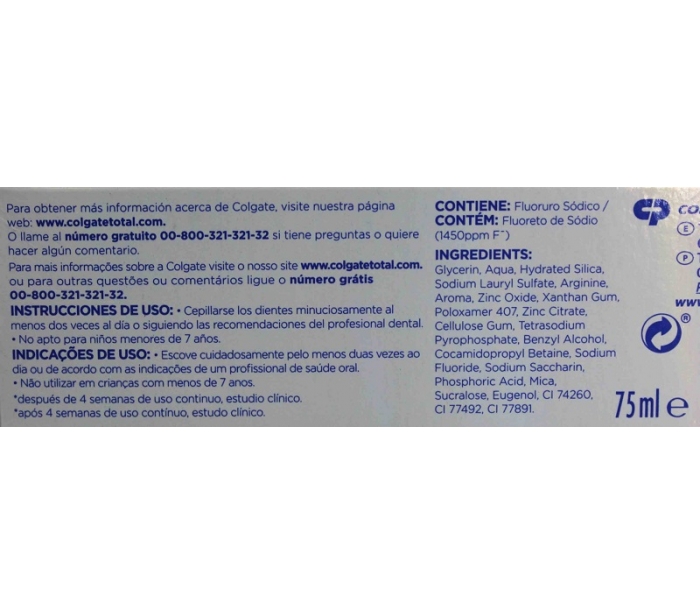 Para obtener más información acerca de Colgate, visite nuestra página
web: www.colgatetotal.com.
O llame al número gratuito 00-800-321-321-32 si tiene preguntas o quiere
hacer algún comentario.
Para mais informações sobre a Colgate visite o nosso site www.colgatetotal.com.
ou para outras questões ou comentários ligue o número grátis
00-800-321-321-32.
INSTRUCCIONES DE USO: • Cepillarse los dientes minuciosamente al
menos dos veces al día o siguiendo las recomendaciones del profesional dental.
• No apto para niños menores de 7 años.
INDICAÇÕES DE USO: • Escove cuidadosamente pelo menos duas vezes ao
dia ou de acordo com as indicações de um profissional de saúde oral.
• Não utilizar em crianças com menos de 7 anos.
*después de 4 semanas de uso continuo, estudio clínico.
*após 4 semanas de uso contínuo, estudo clínico.
CONTIENE: Fluoruro Sódico /
CONTÉM: Fluoreto de Sódio
(1450ppm F⁻)
INGREDIENTS:
Glycerin, Aqua, Hydrated Silica,
Sodium Lauryl Sulfate, Arginine,
Aroma, Zinc Oxide, Xanthan Gum,
Poloxamer 407, Zinc Citrate,
Cellulose Gum, Tetrasodium
Pyrophosphate, Benzyl Alcohol,
Cocamidopropyl Betaine, Sodium
Fluoride, Sodium Saccharin,
Phosphoric Acid, Mica,
Sucralose, Eugenol, CI 74260,
CI 77492, CI 77891.
CP
E
P
www
75ml e